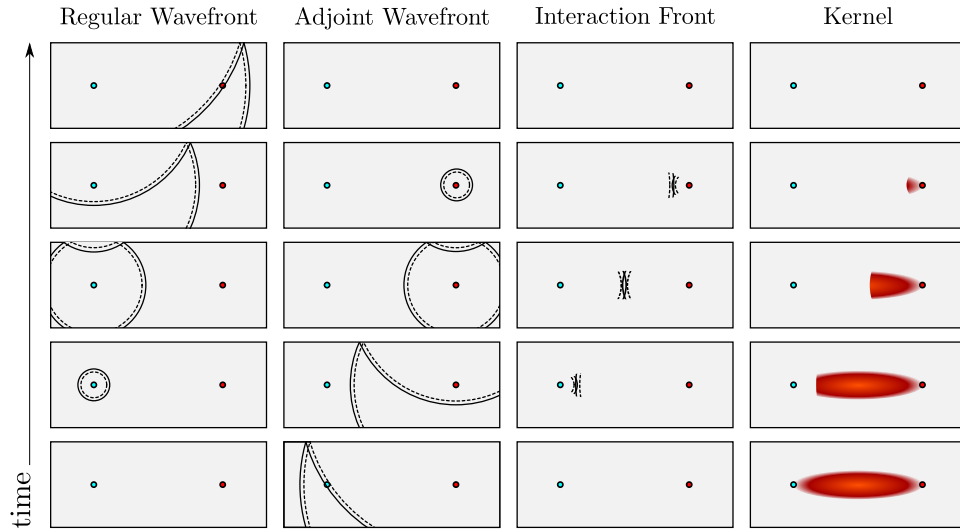 Regular Wavefront
Adjoint Wavefront
Interaction Front
Kernel
time